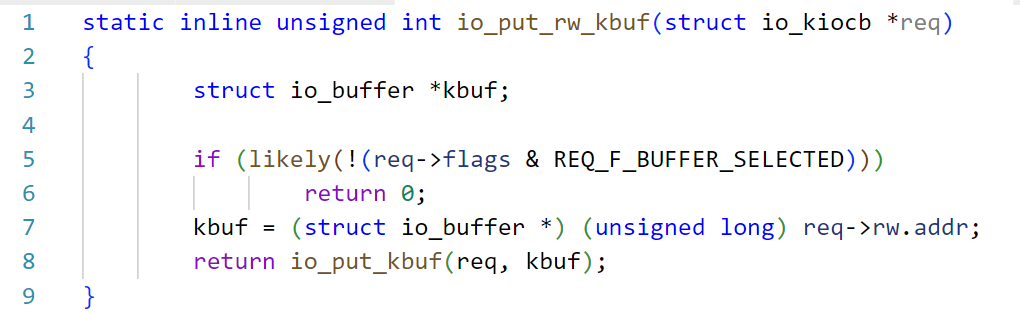 1 static inline unsigned int io_put_rw_kbuf(struct io_kiocb *req)
2 {
3 struct io_buffer *kbuf;
4
5 if (likely(!(req->flags & REQ_F_BUFFER_SELECTED)))
6 return 0;
7 kbuf = (struct io_buffer *) (unsigned long) req->rw.addr;
8 return io_put_kbuf(req, kbuf);
9 }